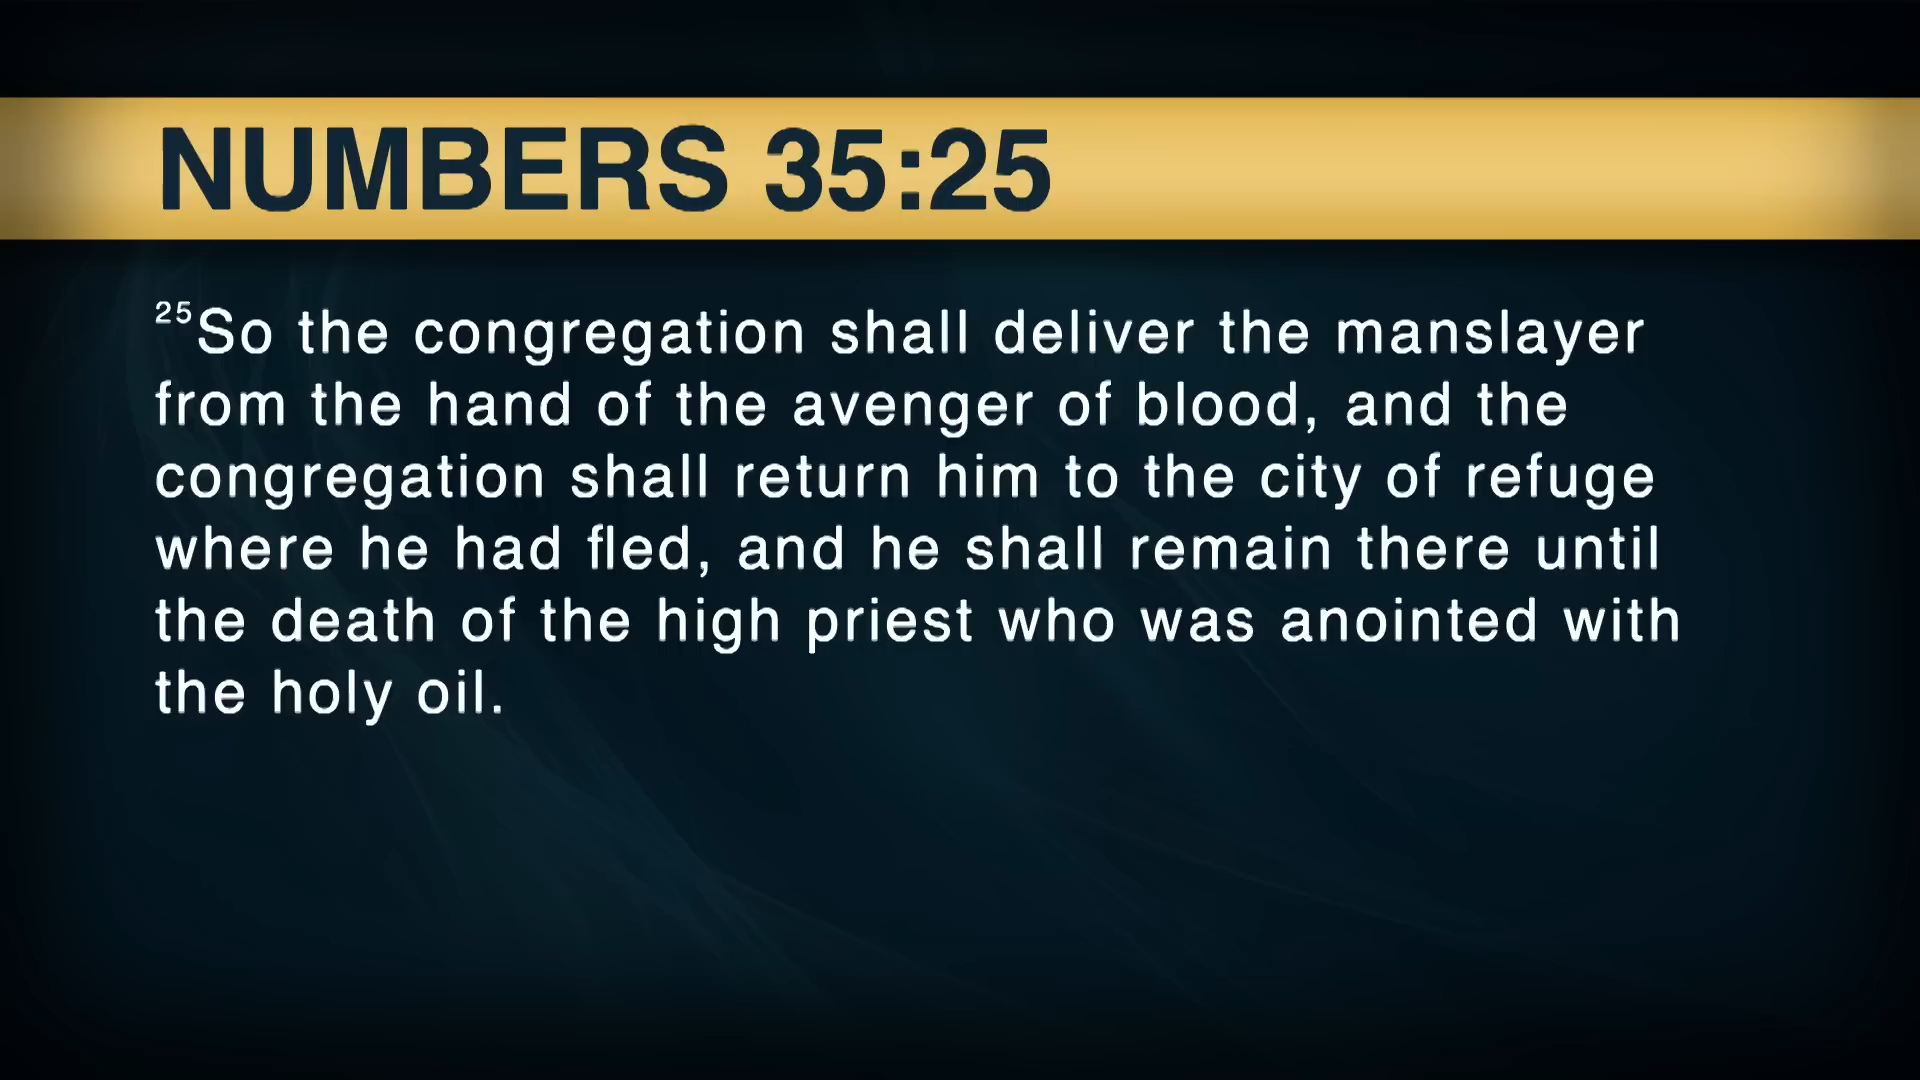 NUMBERS 35:25
25So the congregation shall deliver the manslayer
from the hand of the avenger of blood, and the
congregation shall return him to the city of refuge
where he had fled, and he shall remain there until
the death of the high priest who was anointed with
the holy oil.